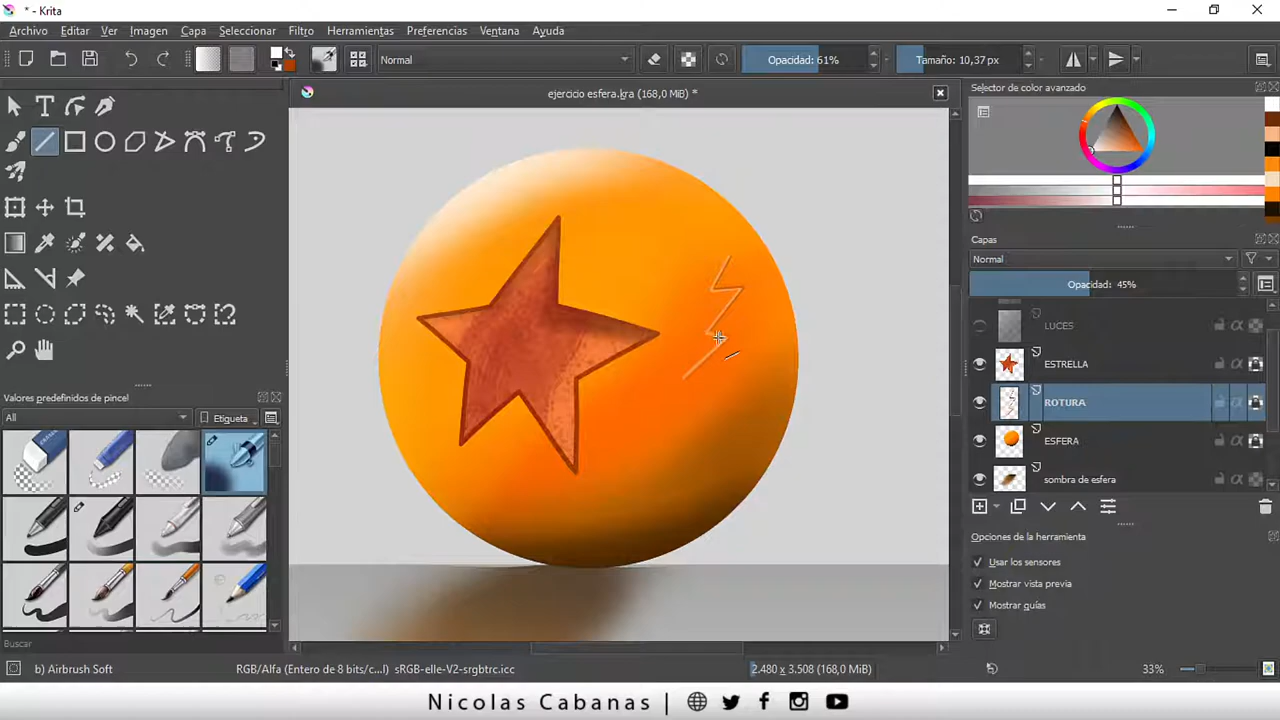 * - Krita
Archivo Editar Ver Imagen Capa Seleccionar Filtro Herramientas Preferencias Ventana Ayuda
Normal
Opacidad: 61%
Tamaño: 10,37 px
ejercicio esfera.kra (168,0 MiB) *
Selector de color avanzado
Capas
Normal
Opacidad: 45%
LUCES
ESTRELLA
ROTURA
ESFERA
sombra de esfera
Opciones de la herramienta
Usar los sensores
Mostrar vista previa
Mostrar guías
Valores predefinidos de pincel
All
Etiqueta
Buscar
b) Airbrush Soft
RGB/Alfa (Entero de 8 bits/c...l) sRGB-elle-V2-srgbtrc.icc
2.480 x 3.508 (168,0 MiB)
33%
Nicolas Cabanas |